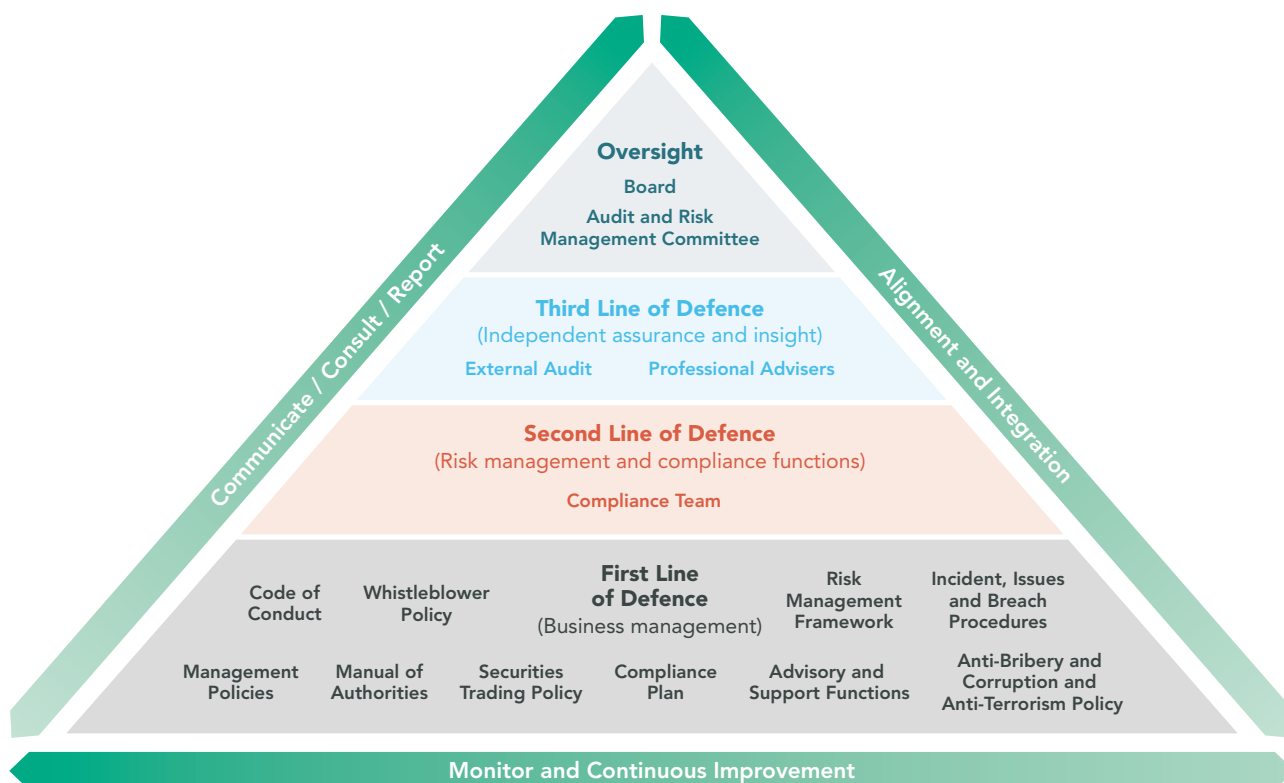 Oversight
Board
Audit and Risk
Management Committee
Communicate / Consult / Report
Alignment and Integration
Third Line of Defence
(Independent assurance and insight)
External Audit
Professional Advisers
Second Line of Defence
(Risk management and compliance functions)
Compliance Team
Code of
Conduct
Whistleblower
Policy
First Line
of Defence
(Business management)
Risk
Management
Framework
Incident, Issues
and Breach
Procedures
Management
Policies
Manual of
Authorities
Securities
Trading Policy
Compliance
Plan
Advisory and
Support Functions
Anti-Bribery and
Corruption and
Anti-Terrorism Policy
Monitor and Continuous Improvement